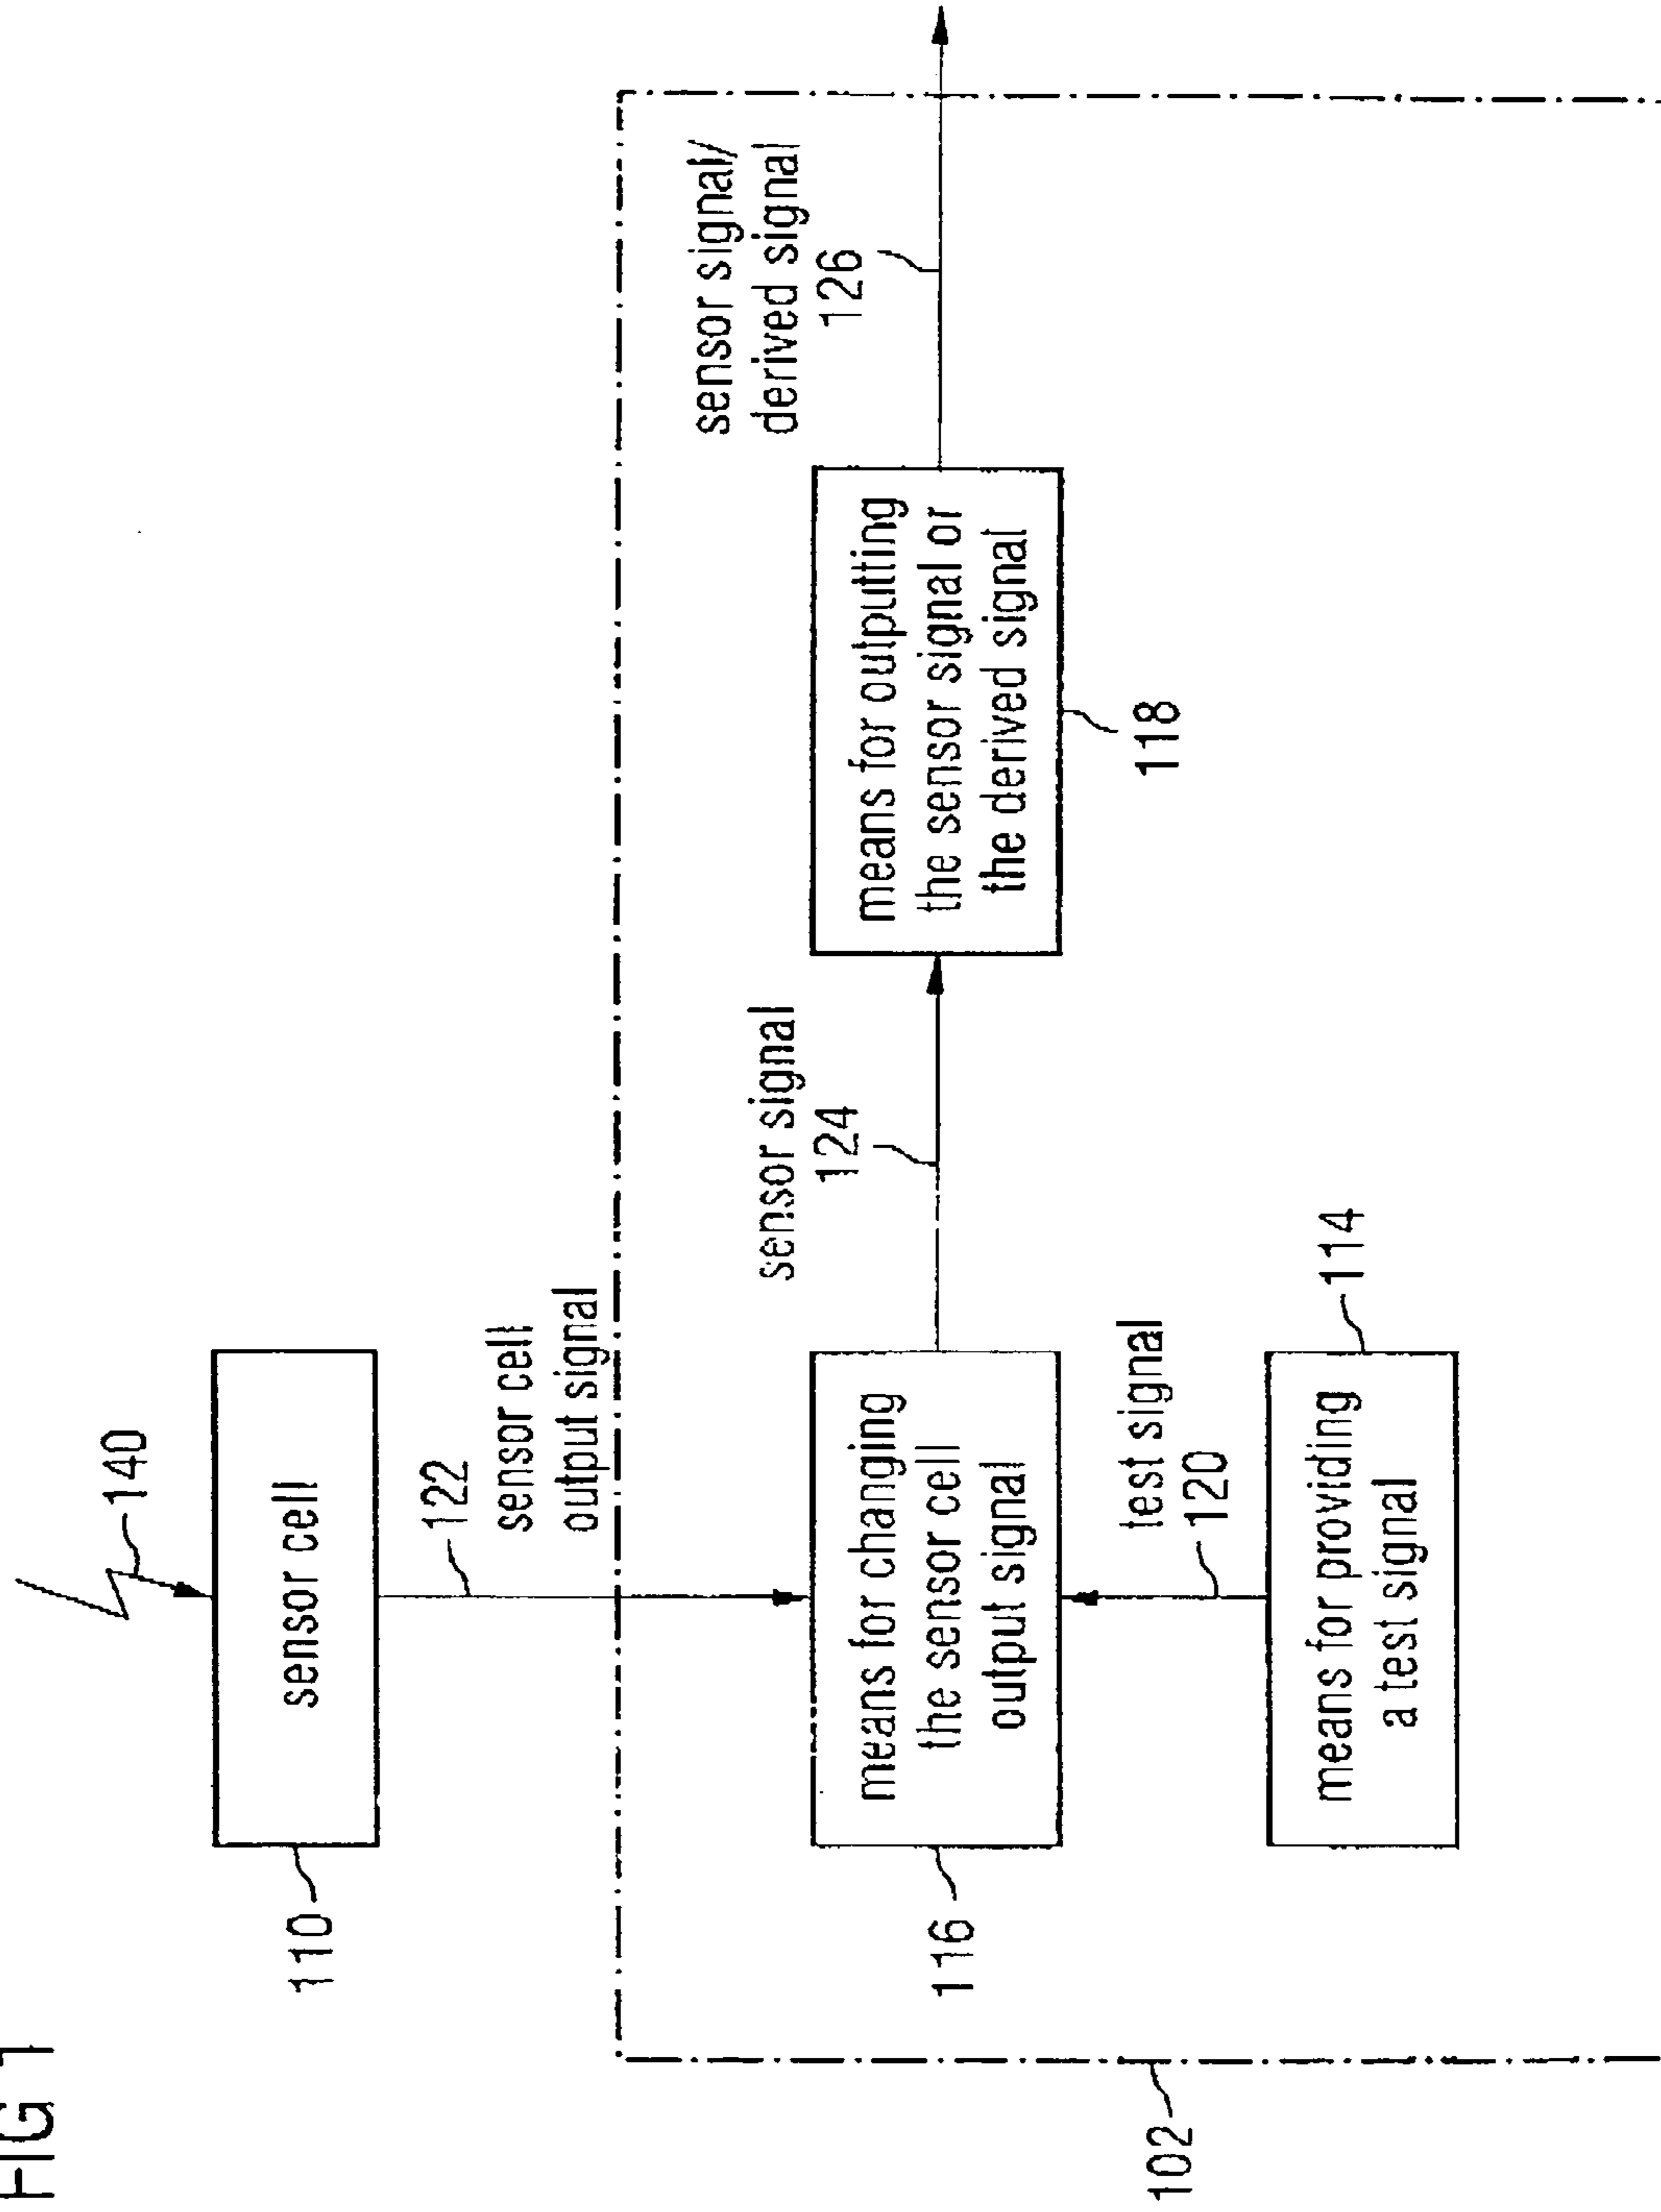 FIG 1
140
sensor cell
110
122
sensor cell
output signal
sensor signal/
derived signal
126
sensor signal
124
means for changing
the sensor cell
output signal
116
means for outputting
the sensor signal or
the derived signal
118
test signal
120
114
means for providing
a test signal
102